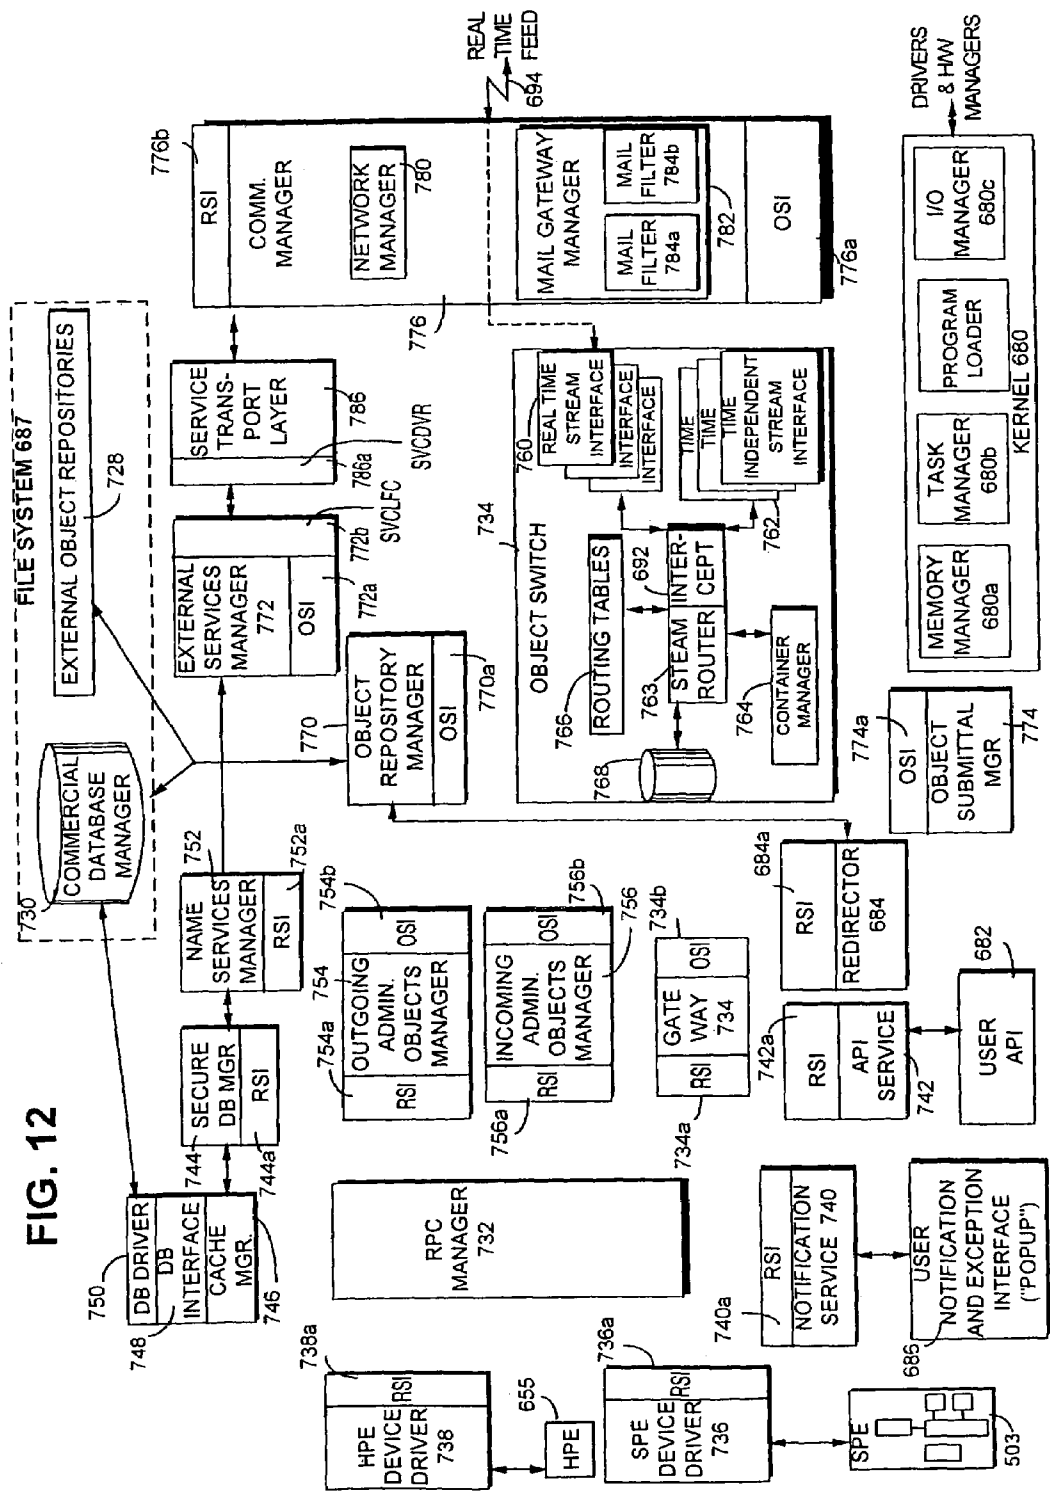 FIG. 12
FILE SYSTEM 687
EXTERNAL OBJECT REPOSITORIES
728
COMMERCIAL
DATABASE
MANAGER
730
750
DB DRIVER
DB
INTERFACE
CACHE
MGR.
748
746
744
SECURE
DB MGR
RSI
744a
NAME
SERVICES
MANAGER
752
RSI
752a
EXTERNAL
SERVICES
MANAGER
772
OSI
772a
772b
SVCLFC
SERVICE
TRANS-
PORT
LAYER
786
786a
SVCDVR
776b
RSI
COMM.
MANAGER
NETWORK
MANAGER
780
776
MAIL GATEWAY
MANAGER
MAIL
FILTER
784a
MAIL
FILTER
784b
782
OSI
776a
REAL
TIME
FEED
694
738a
HPE
DEVICE
DRIVER
738
RSI
655
HPE
736a
SPE
DEVICE
DRIVER
736
RSI
SPE
503
RPC
MANAGER
732
754a
754
754b
RSI
OUTGOING
ADMIN.
OBJECTS
MANAGER
OSI
756a
RSI
INCOMING
ADMIN.
OBJECTS
MANAGER
OSI
756b
756
734a
RSI
GATE
WAY 734
OSI
734b
770
OBJECT
REPOSITORY
MANAGER
OSI
770a
734
OBJECT SWITCH
760
REAL TIME
STREAM
INTERFACE
INTERFACE
INTERFACE
TIME
TIME
TIME
INDEPENDENT
STREAM
INTERFACE
762
766
ROUTING TABLES
692
763
STEAM
ROUTER
INTER-
CEPT
764
CONTAINER
MANAGER
768
740a
RSI
NOTIFICATION
SERVICE 740
686
USER
NOTIFICATION
AND EXCEPTION
INTERFACE
("POPUP")
742a
RSI
API
SERVICE
742
USER
API
682
684a
RSI
REDIRECTOR
684
774a
OSI
OBJECT
SUBMITTAL
MGR
774
MEMORY
MANAGER
680a
TASK
MANAGER
680b
PROGRAM
LOADER
I/O
MANAGER
680c
KERNEL 680
DRIVERS
& H/W
MANAGERS